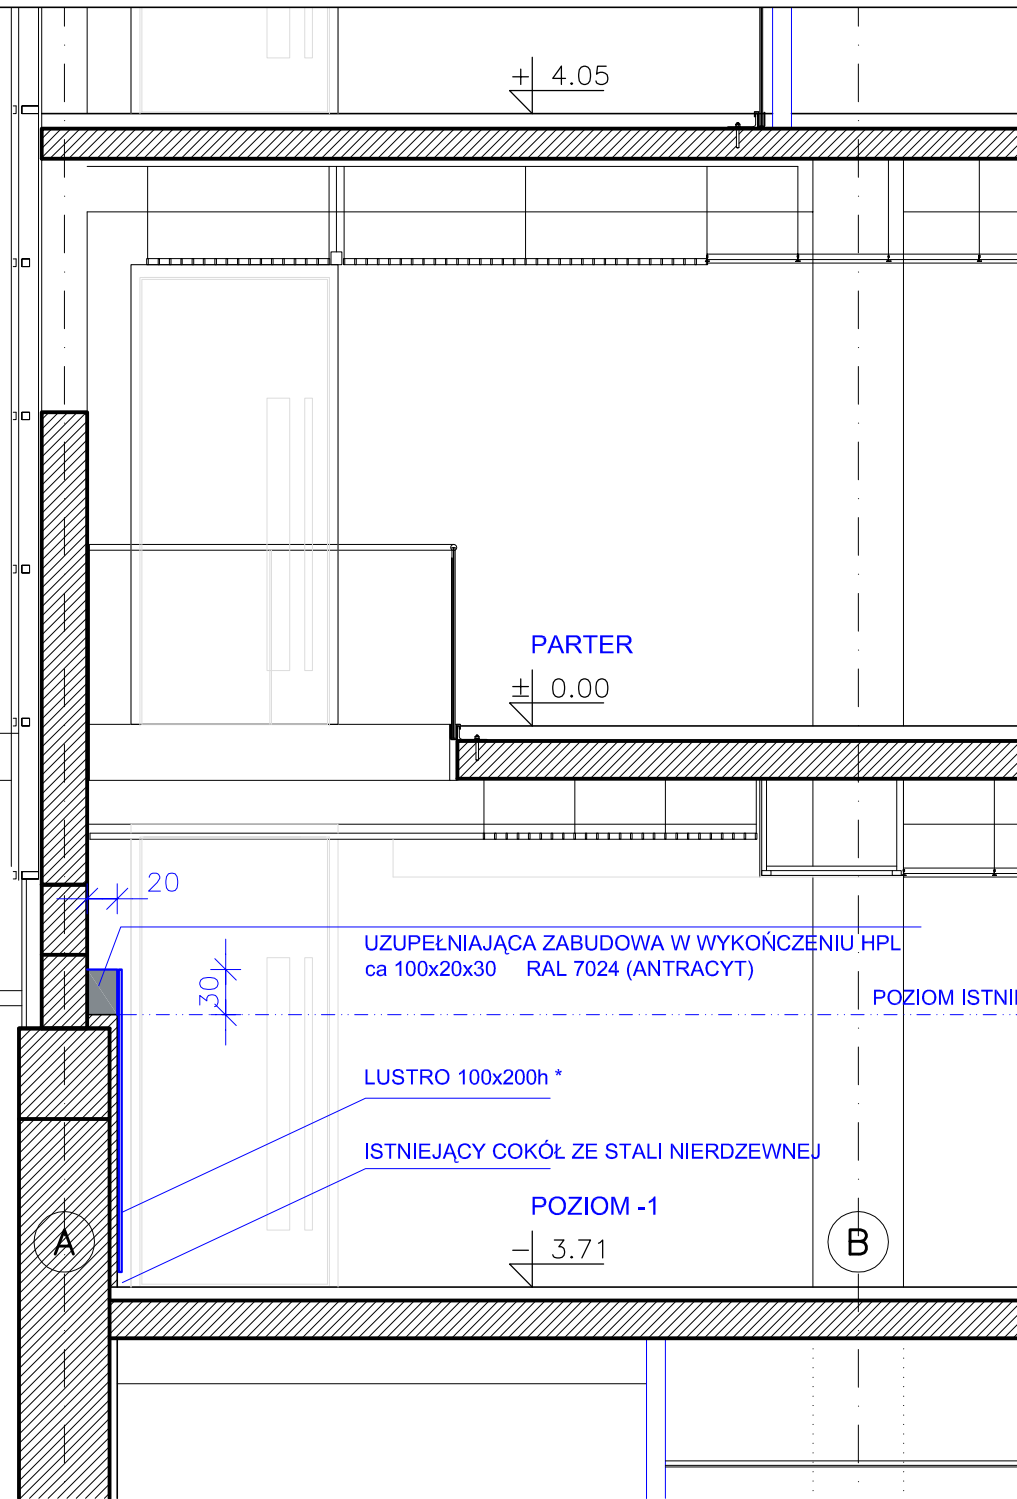 ± 4.05
PARTER
± 0.00
20
UZUPEŁNIAJĄCA ZABUDOWA W WYKOŃCZENIU HPL
ca 100x20x30 RAL 7024 (ANTRACYT)
30
POZIOM
LUSTRO 100x200h *
ISTNIEJĄCY COKÓŁ ZE STALI NIERDZEWNEJ
POZIOM -1
A
B
- 3.71